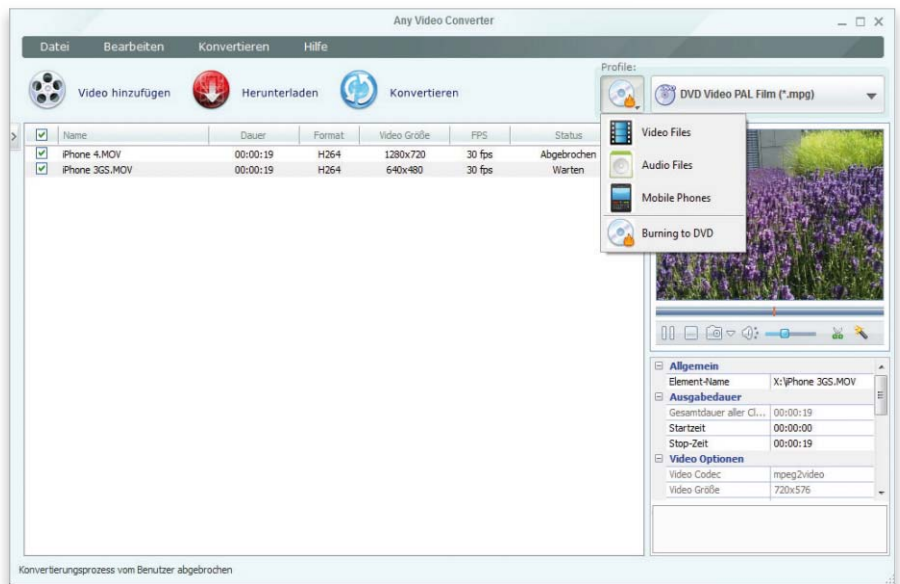 Any Video Converter
Datei Bearbeiten Konvertieren Hilfe
Profile:
Video hinzufügen Herunterladen Konvertieren DVD Video PAL Film (*.mpg)
Name Dauer Format Video Größe FPS Status
iPhone 4.MOV 00:00:19 H264 1280x720 30 fps Abgebrochen
iPhone 3GS.MOV 00:00:19 H264 640x480 30 fps Warten
Video Files
Audio Files
Mobile Phones
Burning to DVD
Allgemein
Element-Name X:\iPhone 3GS.MOV
Ausgabedauer
Gesamtdauer aller Cl... 00:00:19
Startzeit 00:00:00
Stop-Zeit 00:00:19
Video Optionen
Video Codec mpeg2video
Video Größe 720x576
Konvertierungsprozess vom Benutzer abgebrochen